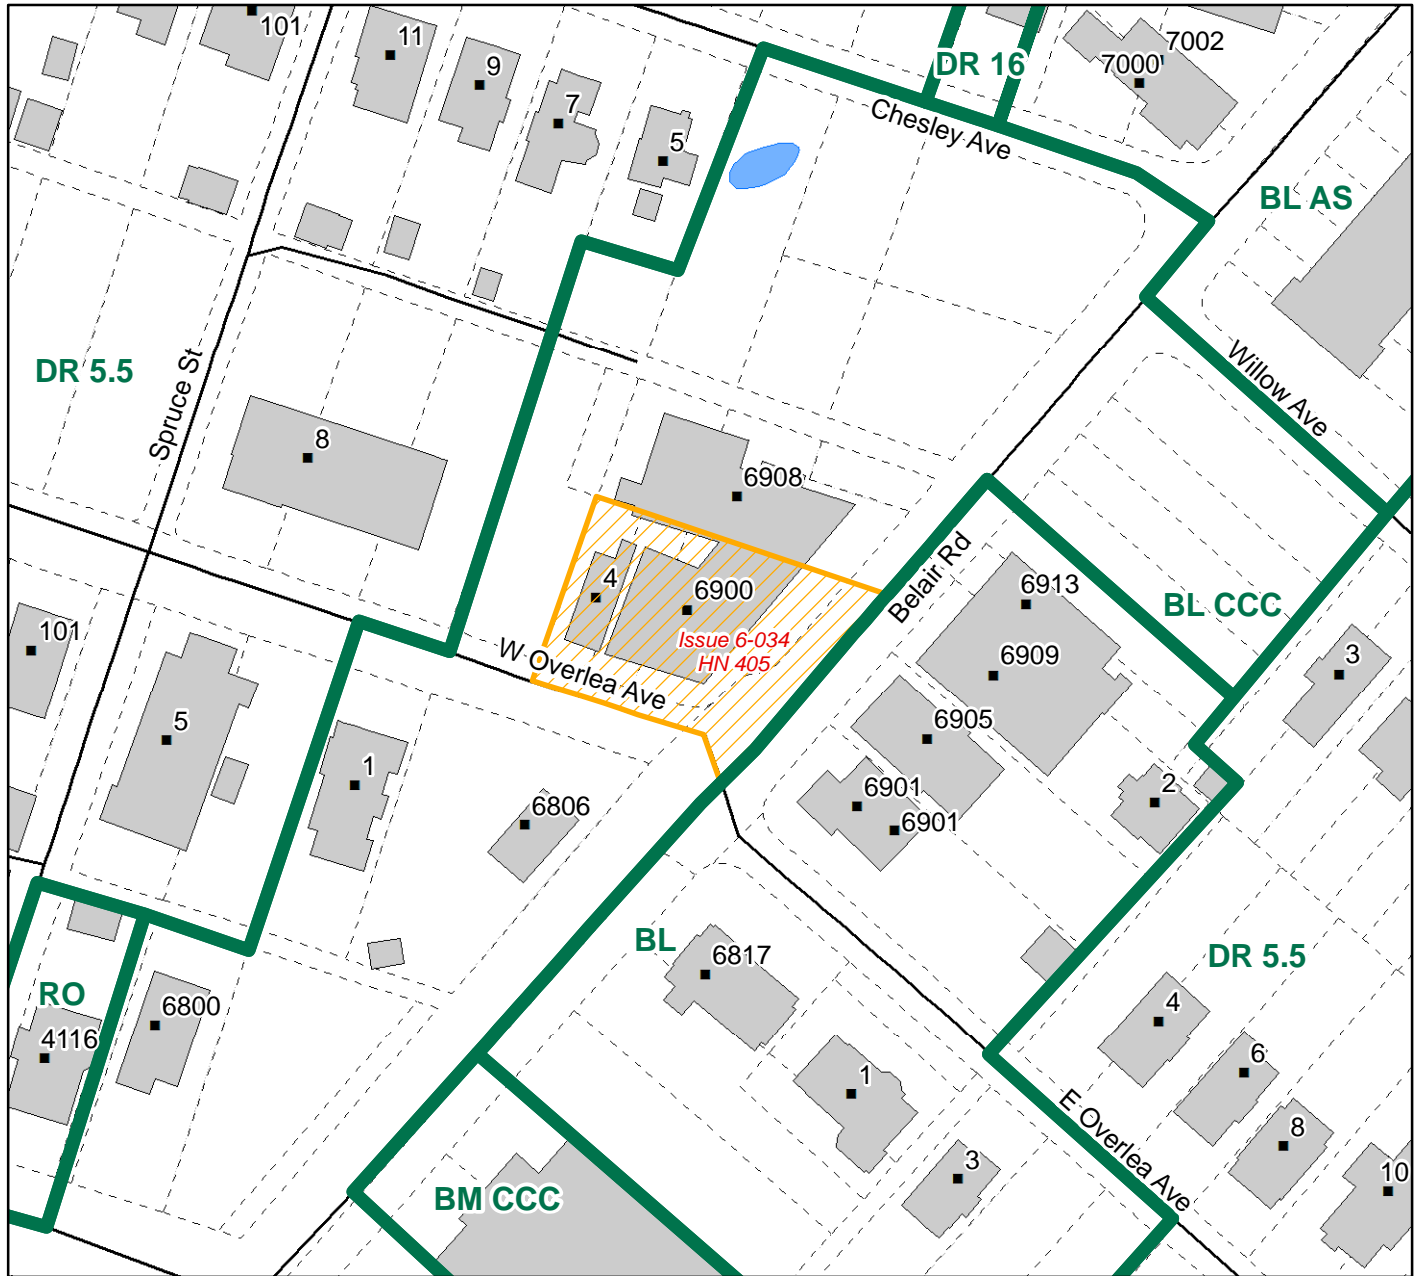 101
11
9
7
5
DR 16
7002
7000
Chesley Ave
BL AS
DR 5.5
Spruce St
8
6908
Willow Ave
4
6900
Issue 6-034
HN 405
Belair Rd
6913
BL CCC
6909
3
W Overlea Ave
101
5
1
6905
6806
6901
6901
2
BL
6817
DR 5.5
RO
6800
4116
4
6
1
8
E Overlea Ave
3
10
BM CCC